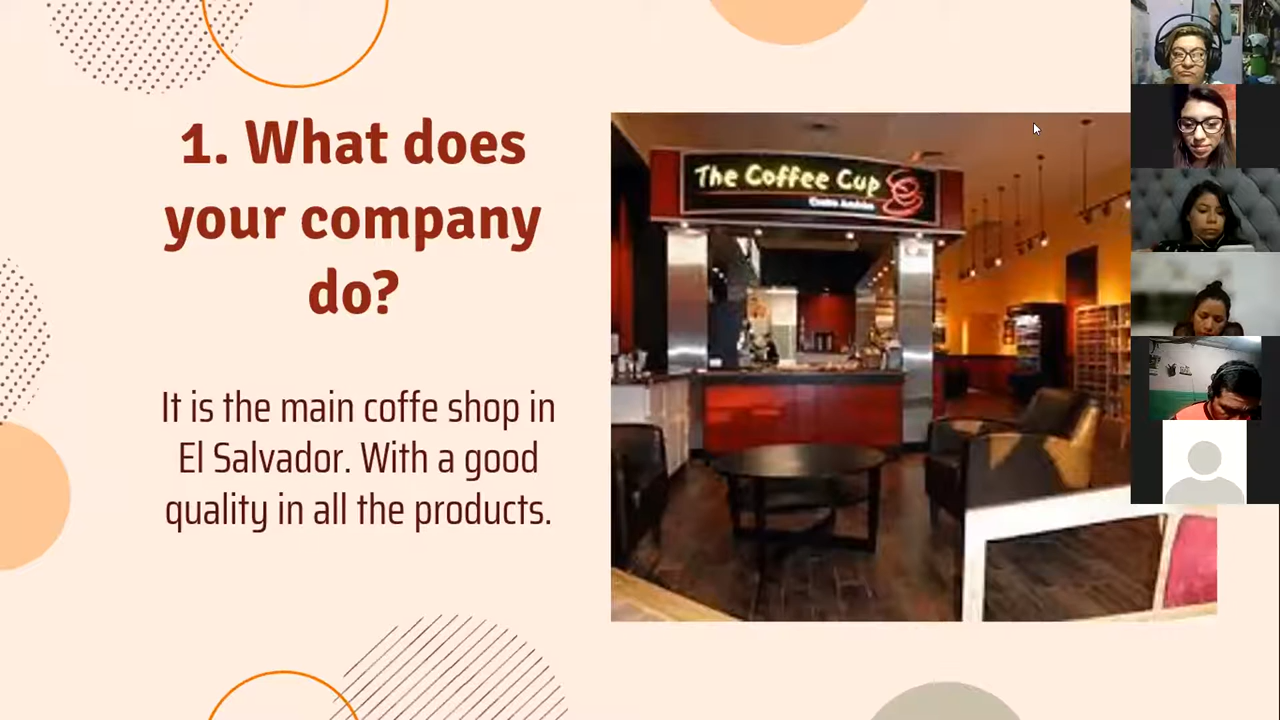 1. What does
your company
do?
It is the main coffe shop in
El Salvador. With a good
quality in all the products.
The Coffee Cup